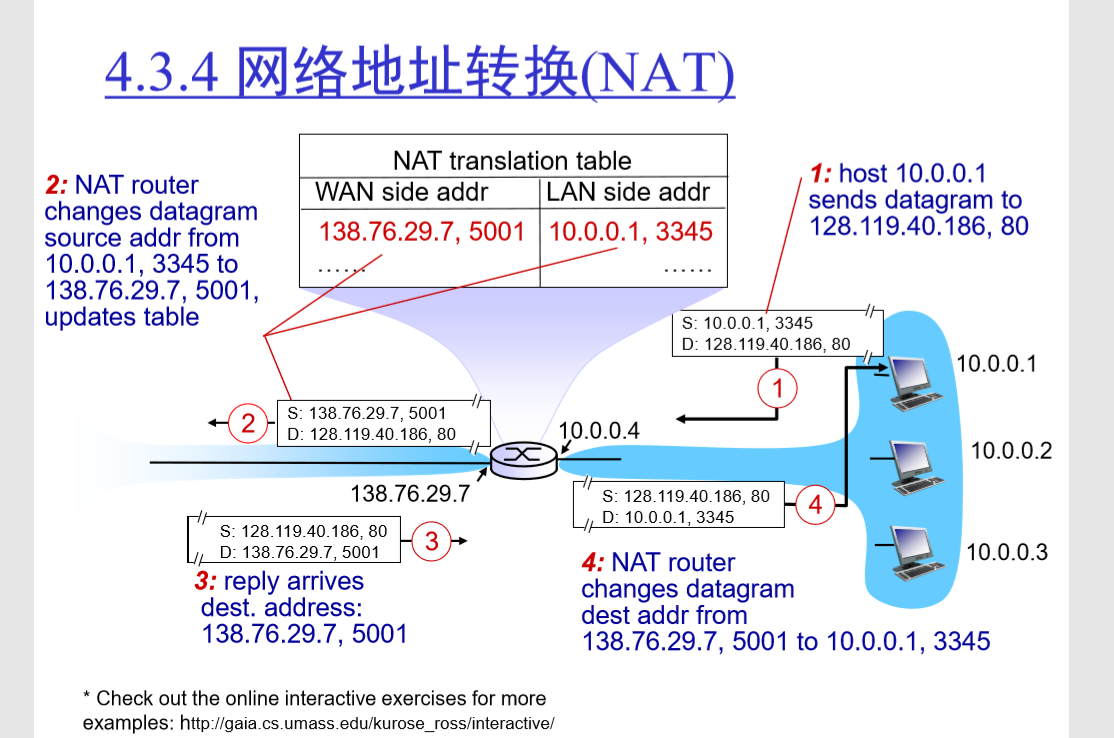 4.3.4 网络地址转换(NAT)
NAT translation table
WAN side addr
LAN side addr
138.76.29.7, 5001
10.0.0.1, 3345
……
……
2: NAT router
changes datagram
source addr from
10.0.0.1, 3345 to
138.76.29.7, 5001,
updates table
1: host 10.0.0.1
sends datagram to
128.119.40.186, 80
S: 10.0.0.1, 3345
D: 128.119.40.186, 80
1
10.0.0.1
2
S: 138.76.29.7, 5001
D: 128.119.40.186, 80
10.0.0.4
10.0.0.2
138.76.29.7
S: 128.119.40.186, 80
D: 10.0.0.1, 3345
4
S: 128.119.40.186, 80
D: 138.76.29.7, 5001
3
10.0.0.3
3: reply arrives
dest. address:
138.76.29.7, 5001
4: NAT router
changes datagram
dest addr from
138.76.29.7, 5001 to 10.0.0.1, 3345
* Check out the online interactive exercises for more
examples: http://gaia.cs.umass.edu/kurose_ross/interactive/